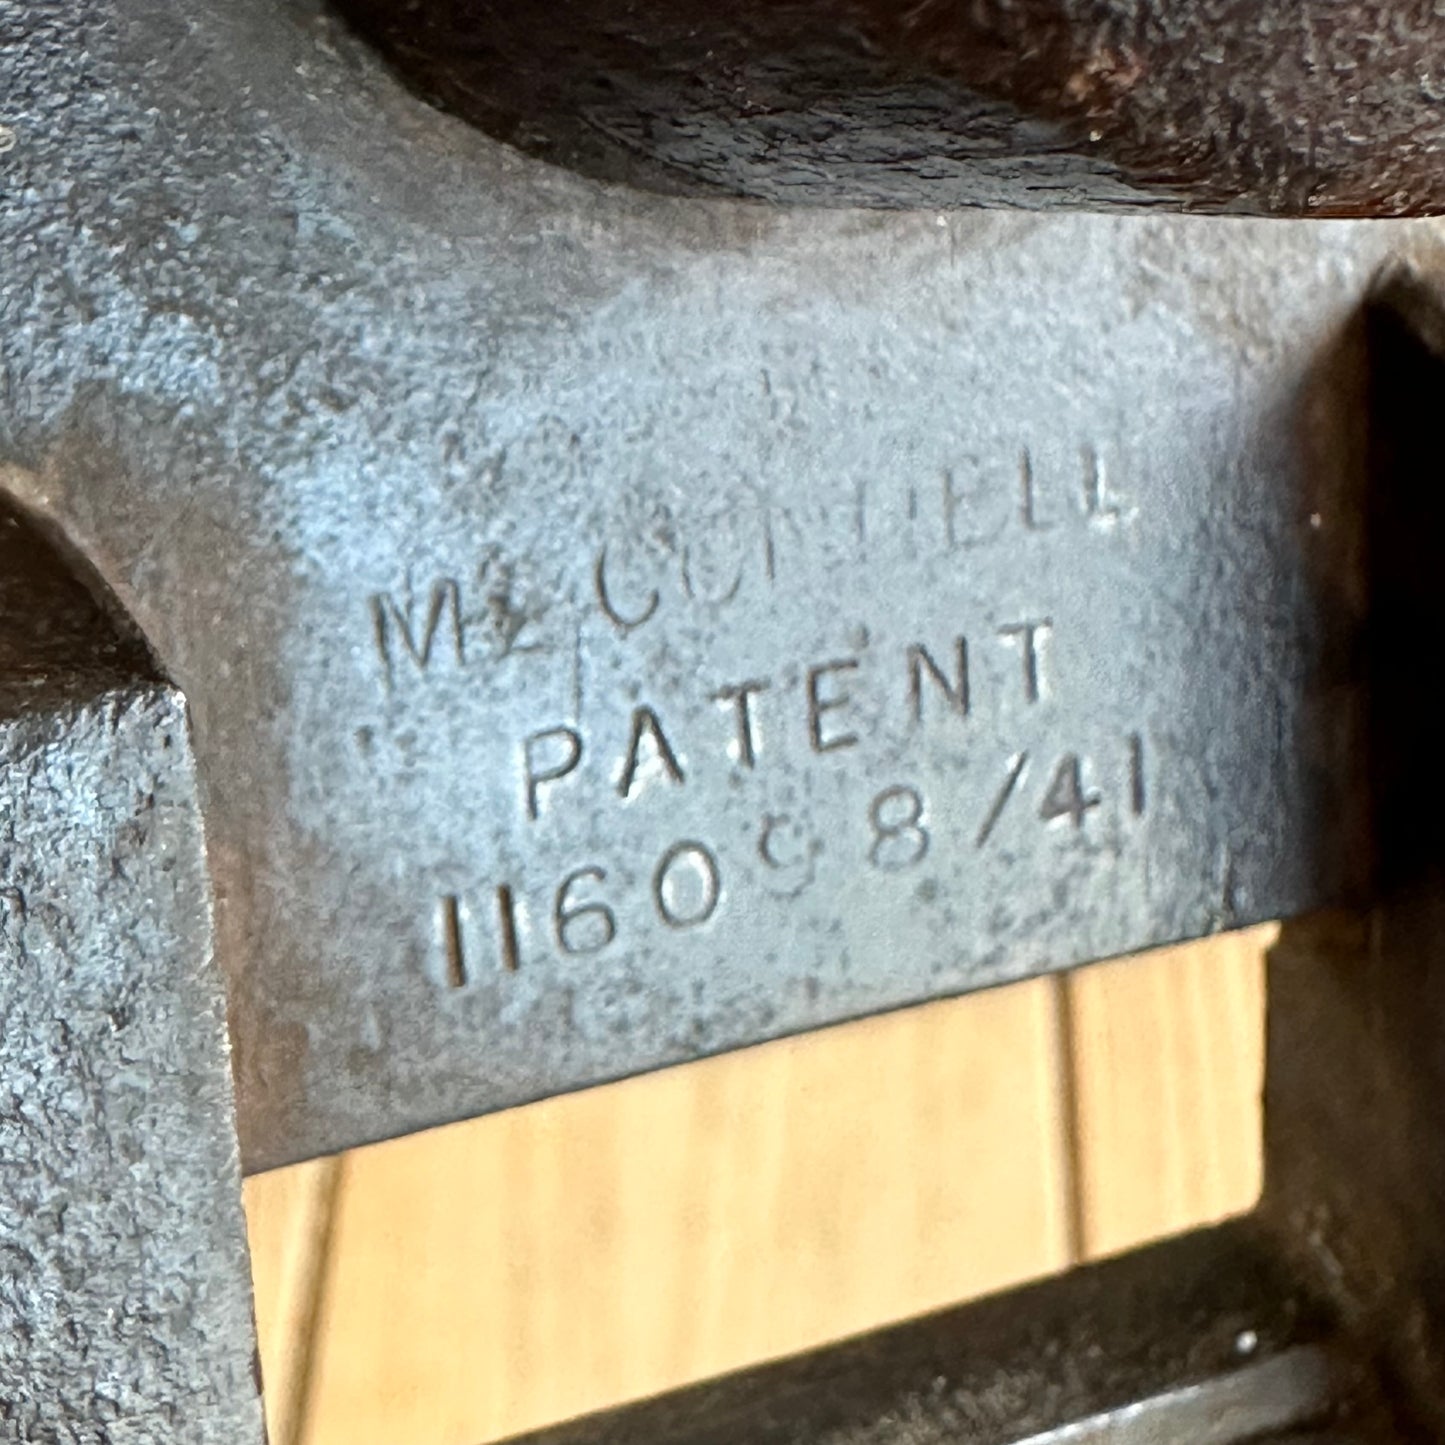 McCONNELL
PATENT
116098/41